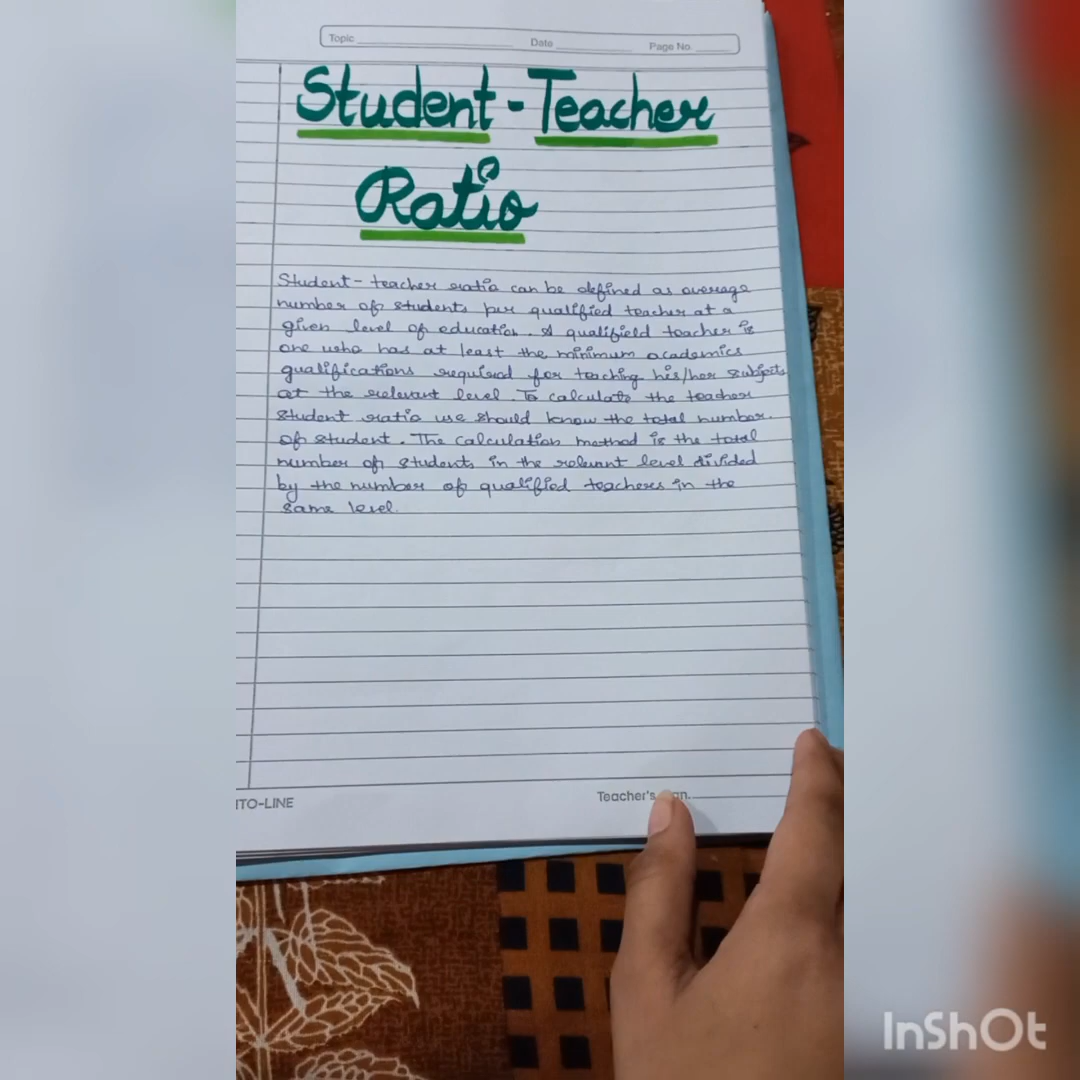 Topic Date Page No.
Student - Teacher
Ratio
Student - teacher ratio can be defined as average
number of students per qualified teacher at a
given level of education. A qualified teacher is
one who has at least the minimum academics
qualifications required for teaching his/her subjects
at the relevant level. To calculate the teacher
student ratio we should know the total number.
of student. The calculation method is the total
number of students in the relevant level divided
by the number of qualified teachers in the
same level.
ITO-LINE Teacher's
InShOt